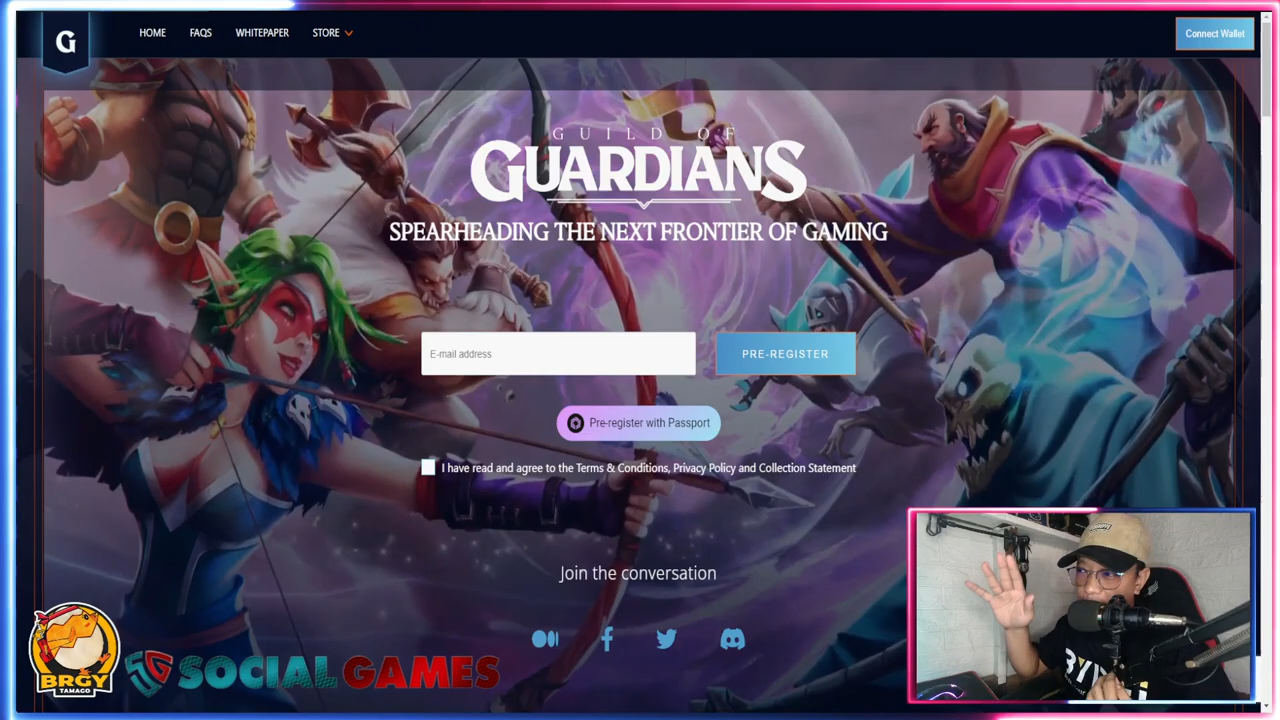 G
HOME
FAQS
WHITEPAPER
STORE
Connect Wallet
GUILD OF
GUARDIANS
SPEARHEADING THE NEXT FRONTIER OF GAMING
E-mail address
PRE-REGISTER
Pre-register with Passport
I have read and agree to the Terms & Conditions, Privacy Policy and Collection Statement
Join the conversation
BRGY
TAMAGO
SG SOCIAL GAMES